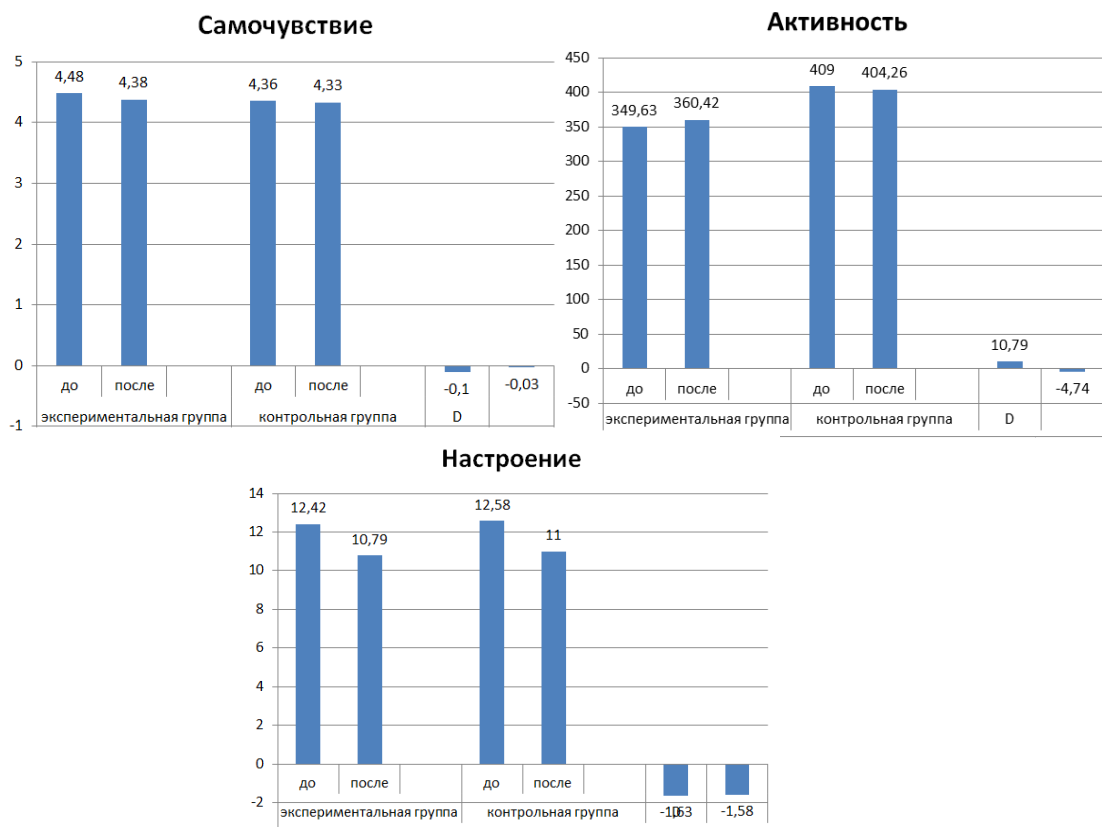 Самочувствие
5
4
3
2
1
0
-1
4,48
4,38
4,36
4,33
-0,1
-0,03
до
после
до
после
экспериментальная группа
контрольная группа
D
Активность
450
400
350
300
250
200
150
100
50
0
-50
349,63
360,42
409
404,26
10,79
-4,74
до
после
до
после
экспериментальная группа
контрольная группа
D
Настроение
14
12
10
8
6
4
2
0
-2
12,42
10,79
12,58
11
-1,63
-1,58
до
после
до
после
экспериментальная группа
контрольная группа
D